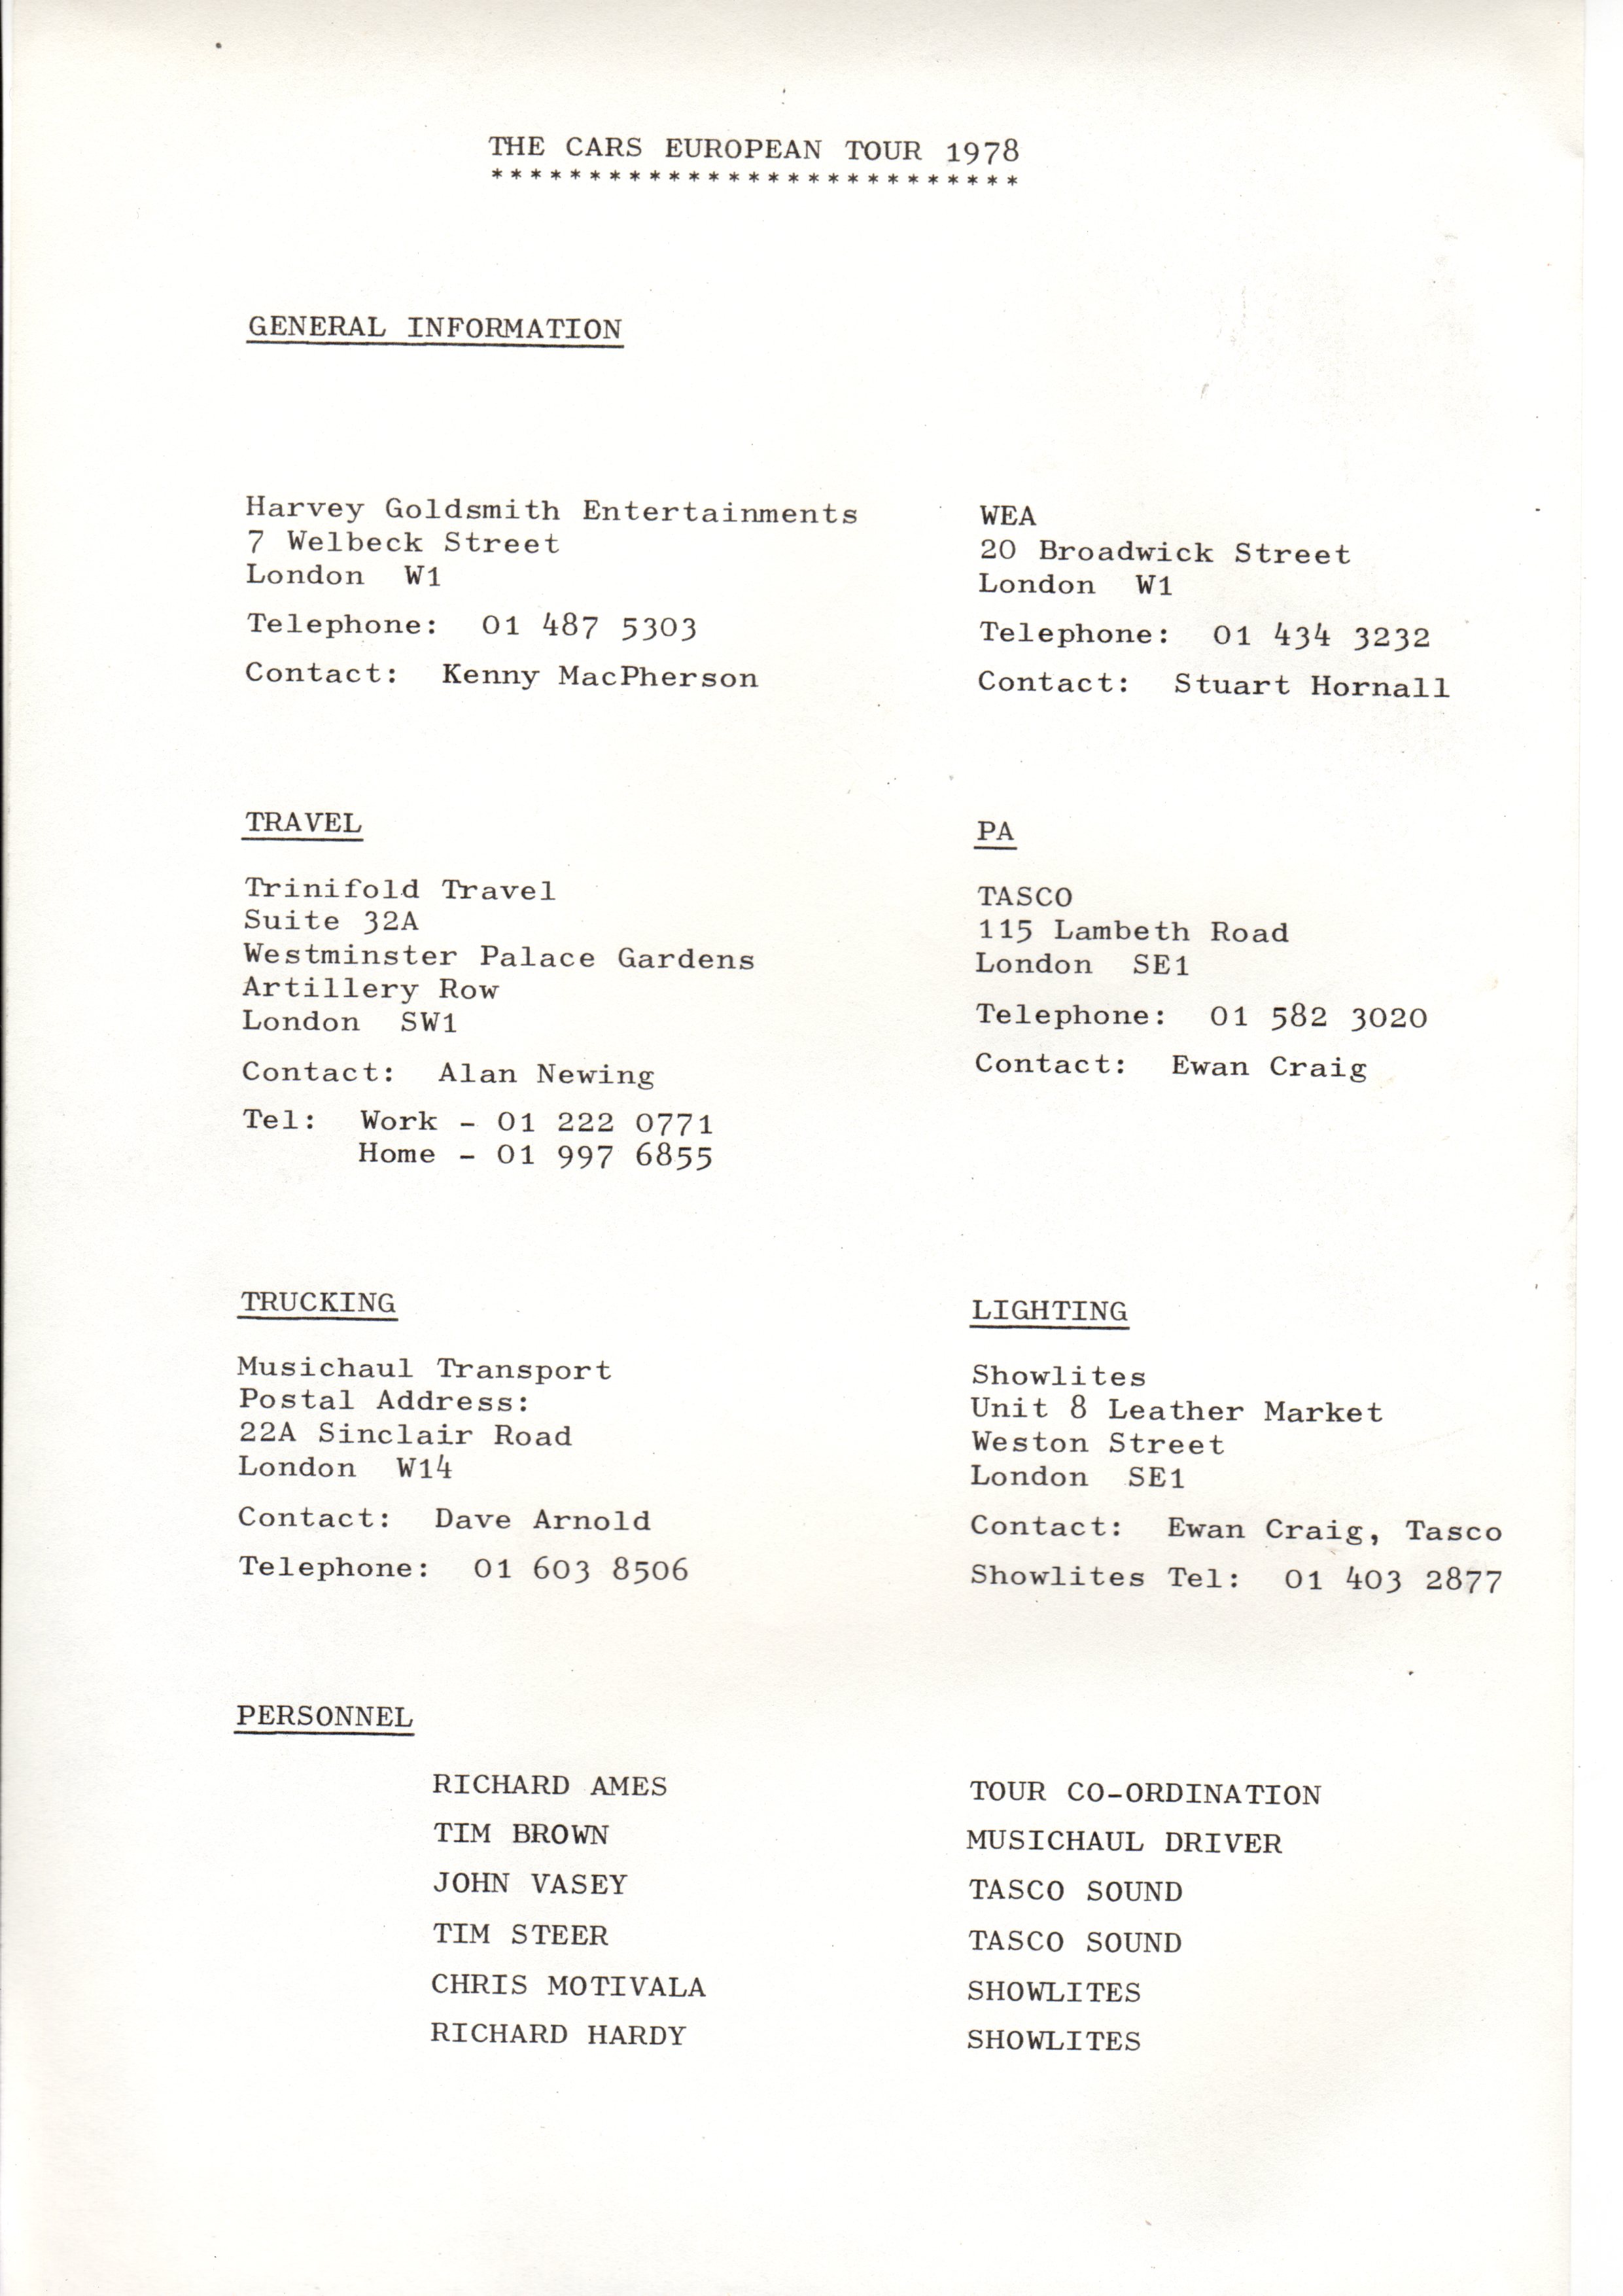 THE CARS EUROPEAN TOUR 1978
***************************
GENERAL INFORMATION
Harvey Goldsmith Entertainments
7 Welbeck Street
London W1
Telephone: 01 487 5303
Contact: Kenny MacPherson
WEA
20 Broadwick Street
London W1
Telephone: 01 434 3232
Contact: Stuart Hornall
TRAVEL
Trinifold Travel
Suite 32A
Westminster Palace Gardens
Artillery Row
London SW1
Contact: Alan Newing
Tel: Work - 01 222 0771
Home - 01 997 6855
PA
TASCO
115 Lambeth Road
London SE1
Telephone: 01 582 3020
Contact: Ewan Craig
TRUCKING
Musichaul Transport
Postal Address:
22A Sinclair Road
London W14
Contact: Dave Arnold
Telephone: 01 603 8506
LIGHTING
Showlites
Unit 8 Leather Market
Weston Street
London SE1
Contact: Ewan Craig, Tasco
Showlites Tel: 01 403 2877
PERSONNEL
RICHARD AMES TOUR CO-ORDINATION
TIM BROWN MUSICHAUL DRIVER
JOHN VASEY TASCO SOUND
TIM STEER TASCO SOUND
CHRIS MOTIVALA SHOWLITES
RICHARD HARDY SHOWLITES